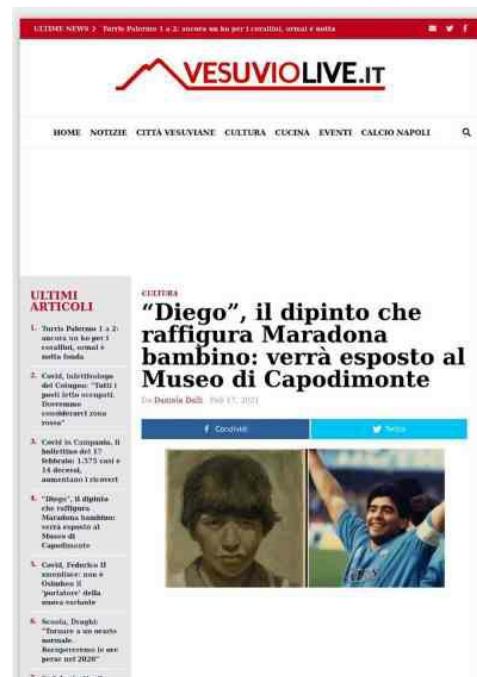 ULTIME NEWS > Turris Palermo 1 a 2: ancora un ko per i corallini, ormai è notte
VESUVIOLIVE.IT
HOME NOTIZIE CITTÀ VESUVIANE CULTURA CUCINA EVENTI CALCIO NAPOLI
ULTIMI
ARTICOLI
1. Turris Palermo 1 a 2:
ancora un ko per i
corallini, ormai è
notte fonda
2. Covid, infettivologo
del Cotugno: "Tutti i
posti letto occupati.
Dovremmo
considerarci zona
rossa"
3. Covid in Campania, il
bollettino del 17
febbraio: 1.575 casi e
14 decessi,
aumentano i ricoveri
4. "Diego", il dipinto
che raffigura
Maradona bambino:
verrà esposto al
Museo di
Capodimonte
5. Covid, Federico II
smentisce: non è
Osimhen il
'portatore' della
nuova variante
6. Scuola, Draghi:
"Tornare a un orario
normale.
Recupereremo le ore
perse nel 2020"
CULTURA
“Diego”, il dipinto che
raffigura Maradona
bambino: verrà esposto al
Museo di Capodimonte
Feb 17, 2021
f Condividi